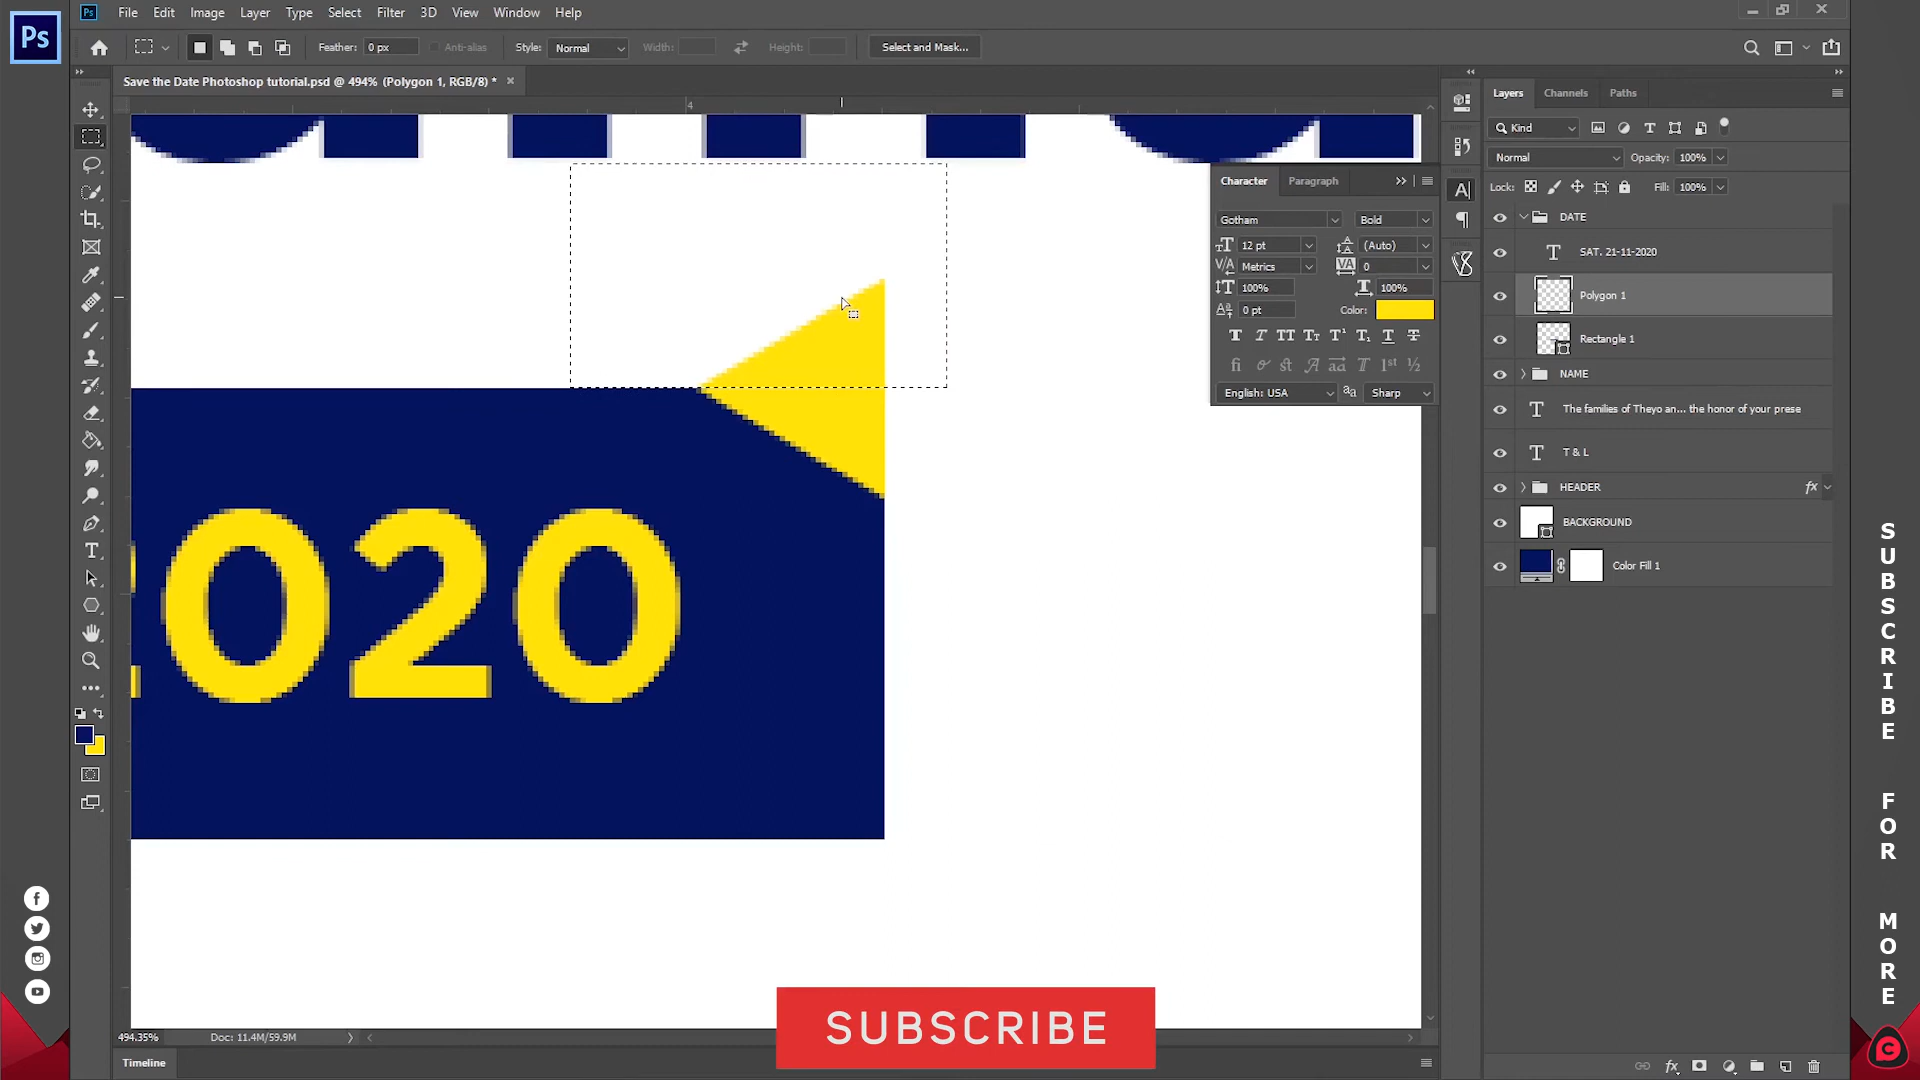 Ps
Ps File Edit Image Layer Type Select Filter 3D View Window Help
Feather: 0 px Anti-alias Style: Normal Width: Height: Select and Mask...
Save the Date Photoshop tutorial.psd @ 494% (Polygon 1, RGB/8) *
4
2020
Character Paragraph
Gotham Bold
12 pt (Auto)
Metrics 0
100% 100%
0 pt Color:
English: USA Sharp
Layers Channels Paths
Kind
Normal Opacity: 100%
Lock: Fill: 100%
DATE
SAT. 21-11-2020
Polygon 1
Rectangle 1
NAME
The families of Theyo an... the honor of your prese
T & L
HEADER fx
BACKGROUND
Color Fill 1
494.35% Doc: 11.4M/59.9M
Timeline
SUBSCRIBE
SUBSCRIBE FOR MORE